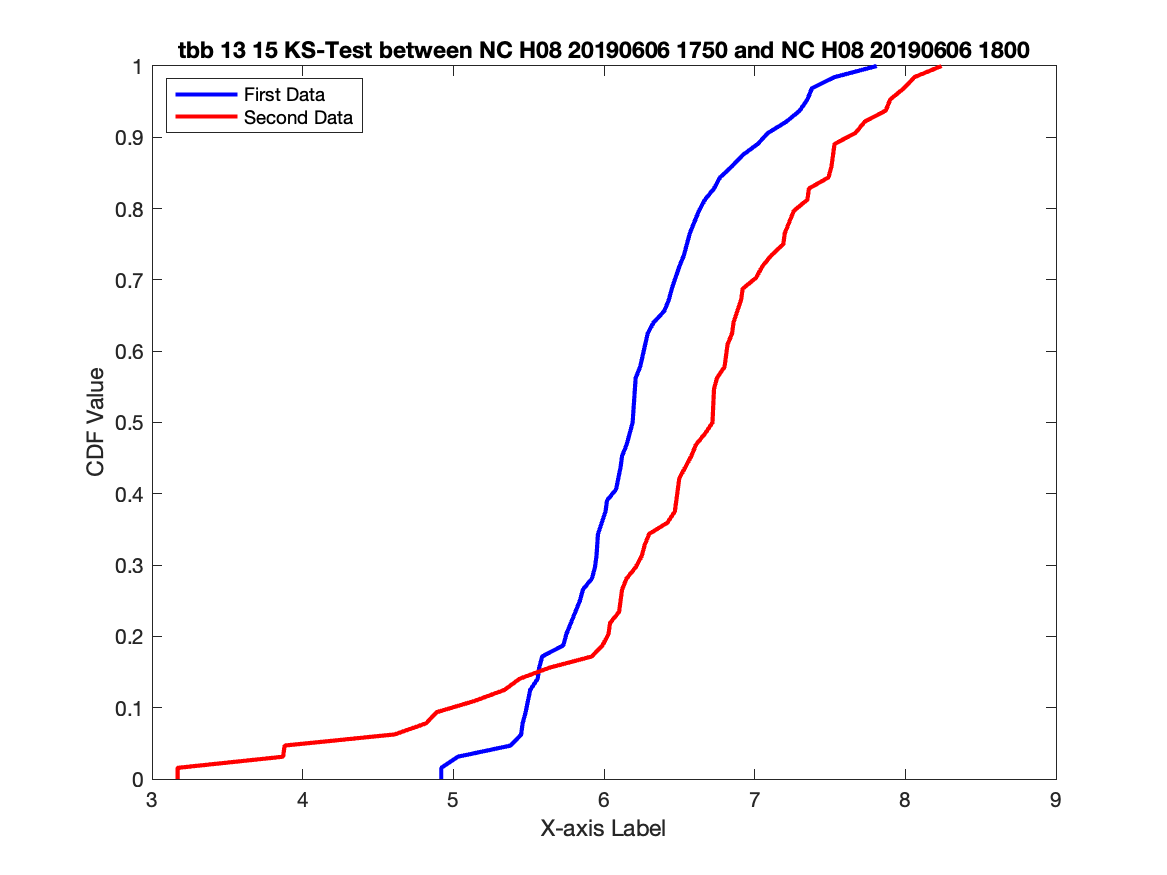 tbb 13 15 KS-Test between NC H08 20190606 1750 and NC H08 20190606 1800
First Data
Second Data
1
0.9
0.8
0.7
0.6
0.5
0.4
0.3
0.2
0.1
0
CDF Value
3 4 5 6 7 8 9
X-axis Label